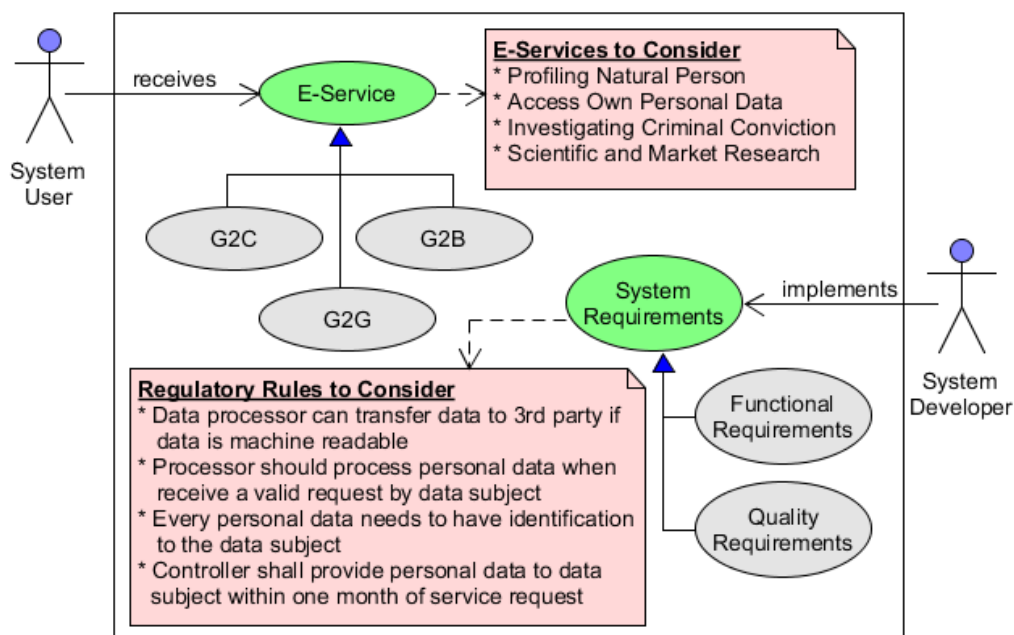 E-Services to Consider
* Profiling Natural Person
* Access Own Personal Data
* Investigating Criminal Conviction
* Scientific and Market Research
receives
E-Service
System
User
G2C
G2B
G2G
System
Requirements
implements
System
Developer
Regulatory Rules to Consider
* Data processor can transfer data to 3rd party if
data is machine readable
* Processor should process personal data when
receive a valid request by data subject
* Every personal data needs to have identification
to the data subject
* Controller shall provide personal data to data
subject within one month of service request
Functional
Requirements
Quality
Requirements